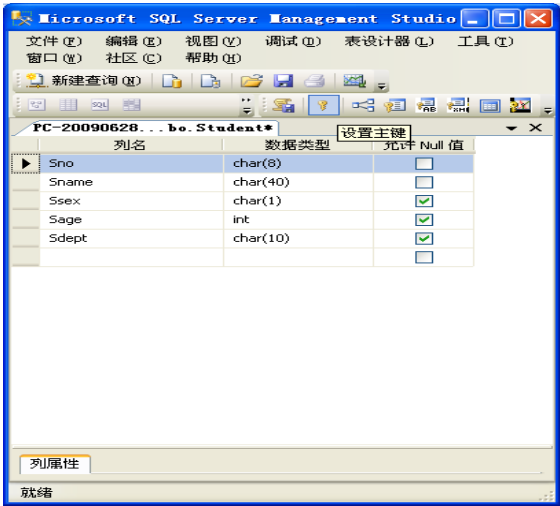 Microsoft SQL Server Management Studio
文件(F) 编辑(E) 视图(V) 调试(D) 表设计器(L) 工具(T)
窗口(W) 社区(C) 帮助(H)
新建查询(N)
PC-20090628...bo.Student*
设置主键
列名 数据类型 允许 Null 值
Sno char(8)
Sname char(40)
Ssex char(1)
Sage int
Sdept char(10)
列属性
就绪